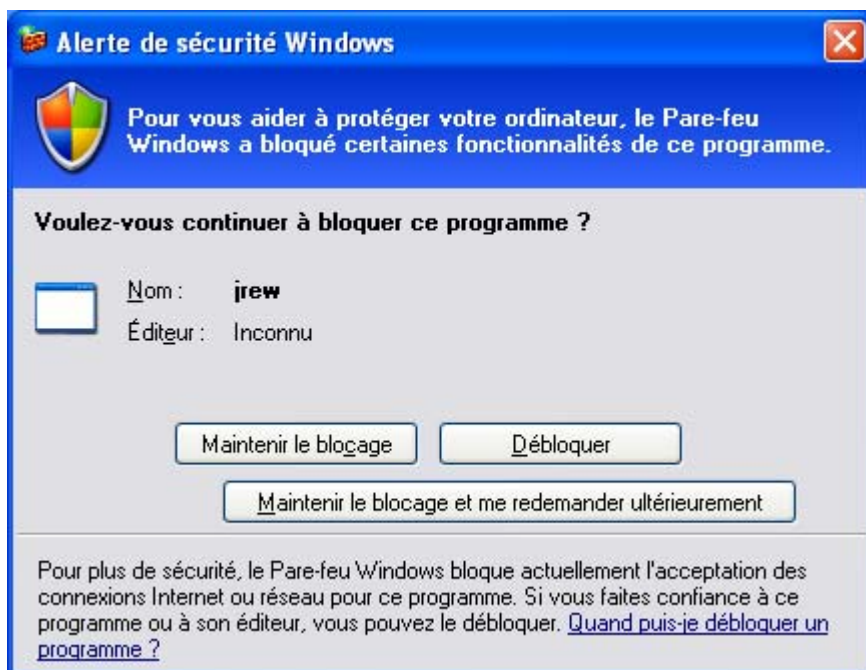 Alerte de sécurité Windows
Pour vous aider à protéger votre ordinateur, le Pare-feu
Windows a bloqué certaines fonctionnalités de ce programme.
Voulez-vous continuer à bloquer ce programme ?
Nom : jrew
Éditeur : Inconnu
Maintenir le blocage Débloquer
Maintenir le blocage et me redemander ultérieurement
Pour plus de sécurité, le Pare-feu Windows bloque actuellement l'acceptation des
connexions Internet ou réseau pour ce programme. Si vous faites confiance à ce
programme ou à son éditeur, vous pouvez le débloquer. Quand puis-je débloquer un
programme ?